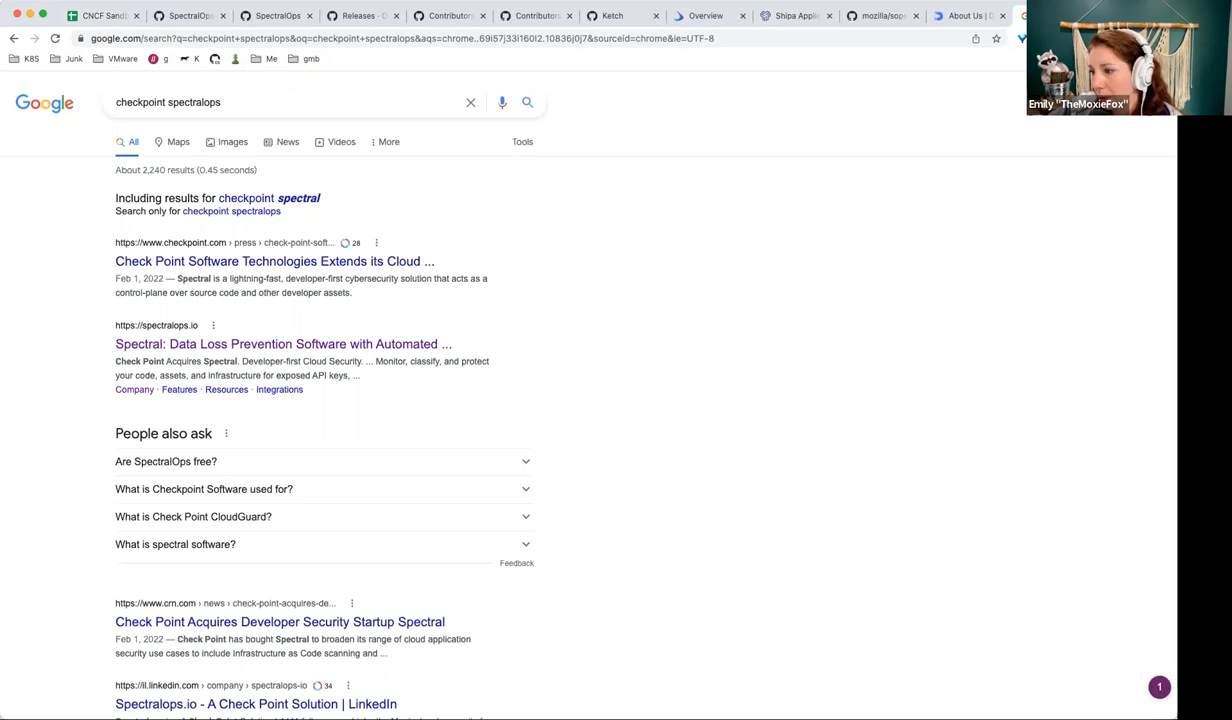 CNCF Sandb
SpectralOps
SpectralOps
Releases · O
Contributors
Contributors
Ketch
Overview
Shipa Applic
mozilla/sops
About Us | D
google.com/search?q=checkpoint+spectralops&oq=checkpoint+spectralops&aqs=chrome..69i57j33i160l2.10836j0j7&sourceid=chrome&ie=UTF-8
K8S
Junk
VMware
g
K
Me
gmb
Emily "TheMoxieFox"
Google
checkpoint spectralops
All
Maps
Images
News
Videos
More
Tools
About 2,240 results (0.45 seconds)
Including results for checkpoint spectral
Search only for checkpoint spectralops
https://www.checkpoint.com › press › check-point-soft... 28
Check Point Software Technologies Extends its Cloud ...
Feb 1, 2022 — Spectral is a lightning-fast, developer-first cybersecurity solution that acts as a
control-plane over source code and other developer assets.
https://spectralops.io
Spectral: Data Loss Prevention Software with Automated ...
Check Point Acquires Spectral. Developer-first Cloud Security. ... Monitor, classify, and protect
your code, assets, and infrastructure for exposed API keys, ...
Company · Features · Resources · Integrations
People also ask
Are SpectralOps free?
What is Checkpoint Software used for?
What is Check Point CloudGuard?
What is spectral software?
Feedback
https://www.crn.com › news › check-point-acquires-de...
Check Point Acquires Developer Security Startup Spectral
Feb 1, 2022 — Check Point has bought Spectral to broaden its range of cloud application
security use cases to include Infrastructure as Code scanning and ...
https://il.linkedin.com › company › spectralops-io 34
Spectralops.io - A Check Point Solution | LinkedIn
1